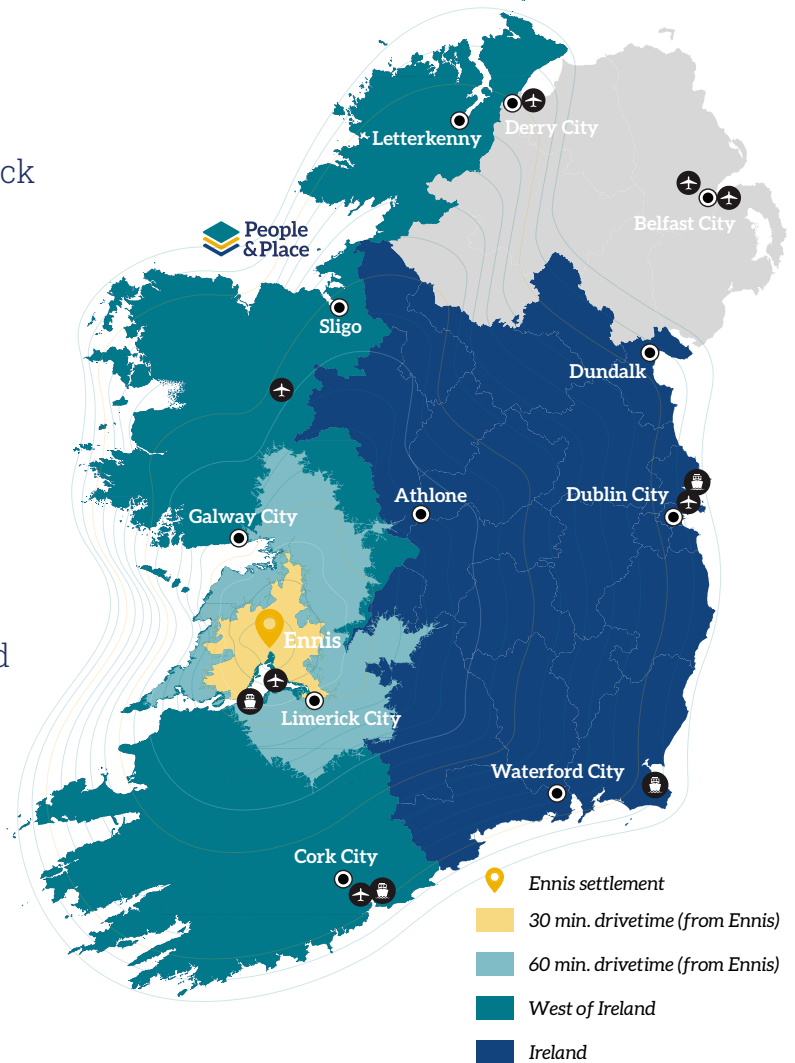 Letterkenny
Derry City
ck
Belfast City
People
& Place
Sligo
Dundalk
Athlone
Dublin City
Galway City
Ennis
d
Limerick City
Waterford City
Cork City
Ennis settlement
30 min. drivetime (from Ennis)
60 min. drivetime (from Ennis)
West of Ireland
Ireland